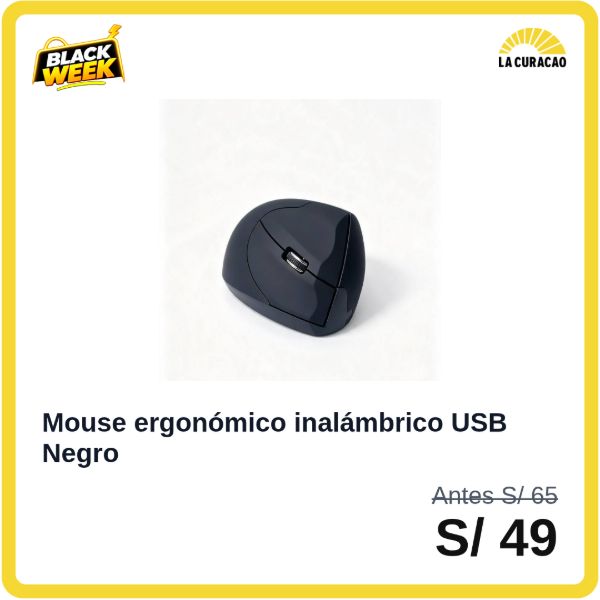 BLACK
WEEK
LA CURACAO
Mouse ergonómico inalámbrico USB
Negro
Antes S/ 65
S/ 49